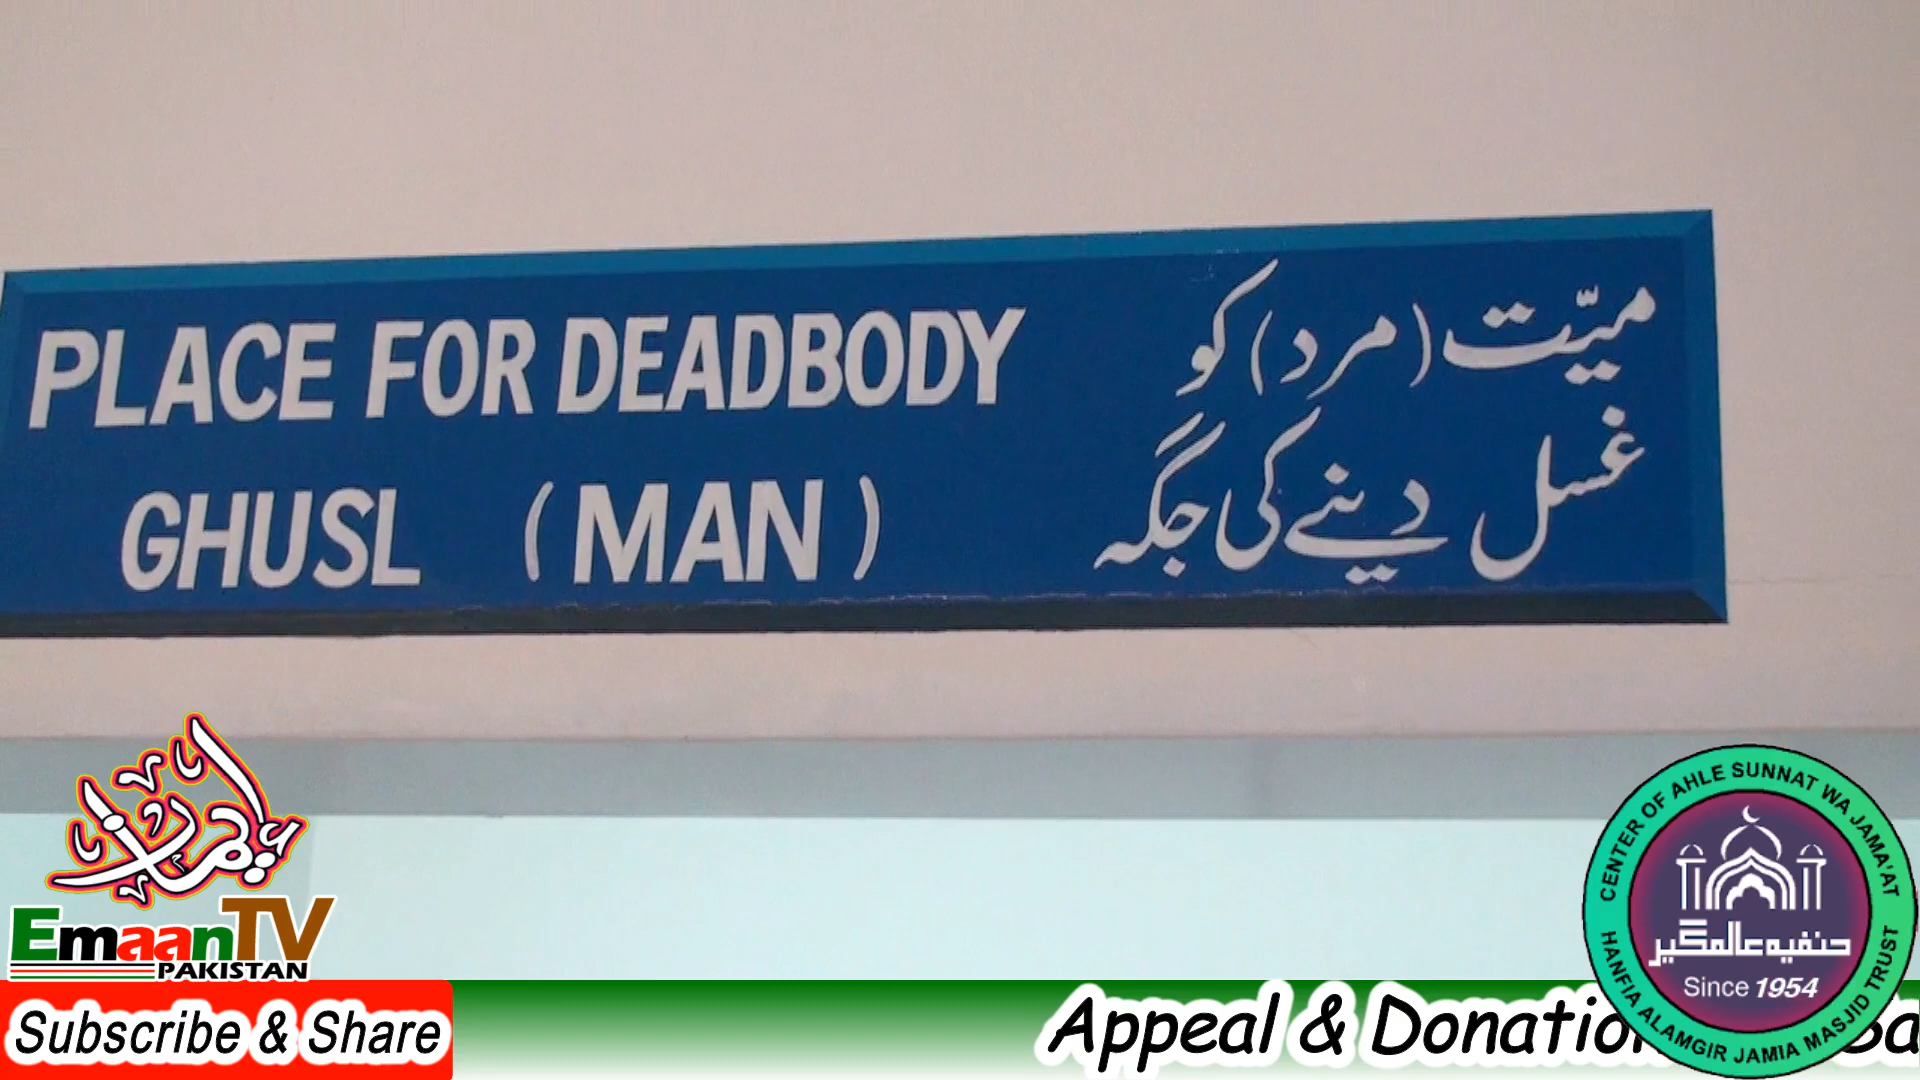 PLACE FOR DEADBODY
GHUSL (MAN)
میّت (مرد) کو
غسل دینے کی جگہ
ایمان
EmaanTV
PAKISTAN
Subscribe & Share
Appeal & Donation
CENTER OF AHLE SUNNAT WA JAMA'AT
حنفیہ عالمگیر
Since 1954
HANFIA ALAMGIR JAMIA MASJID TRUST